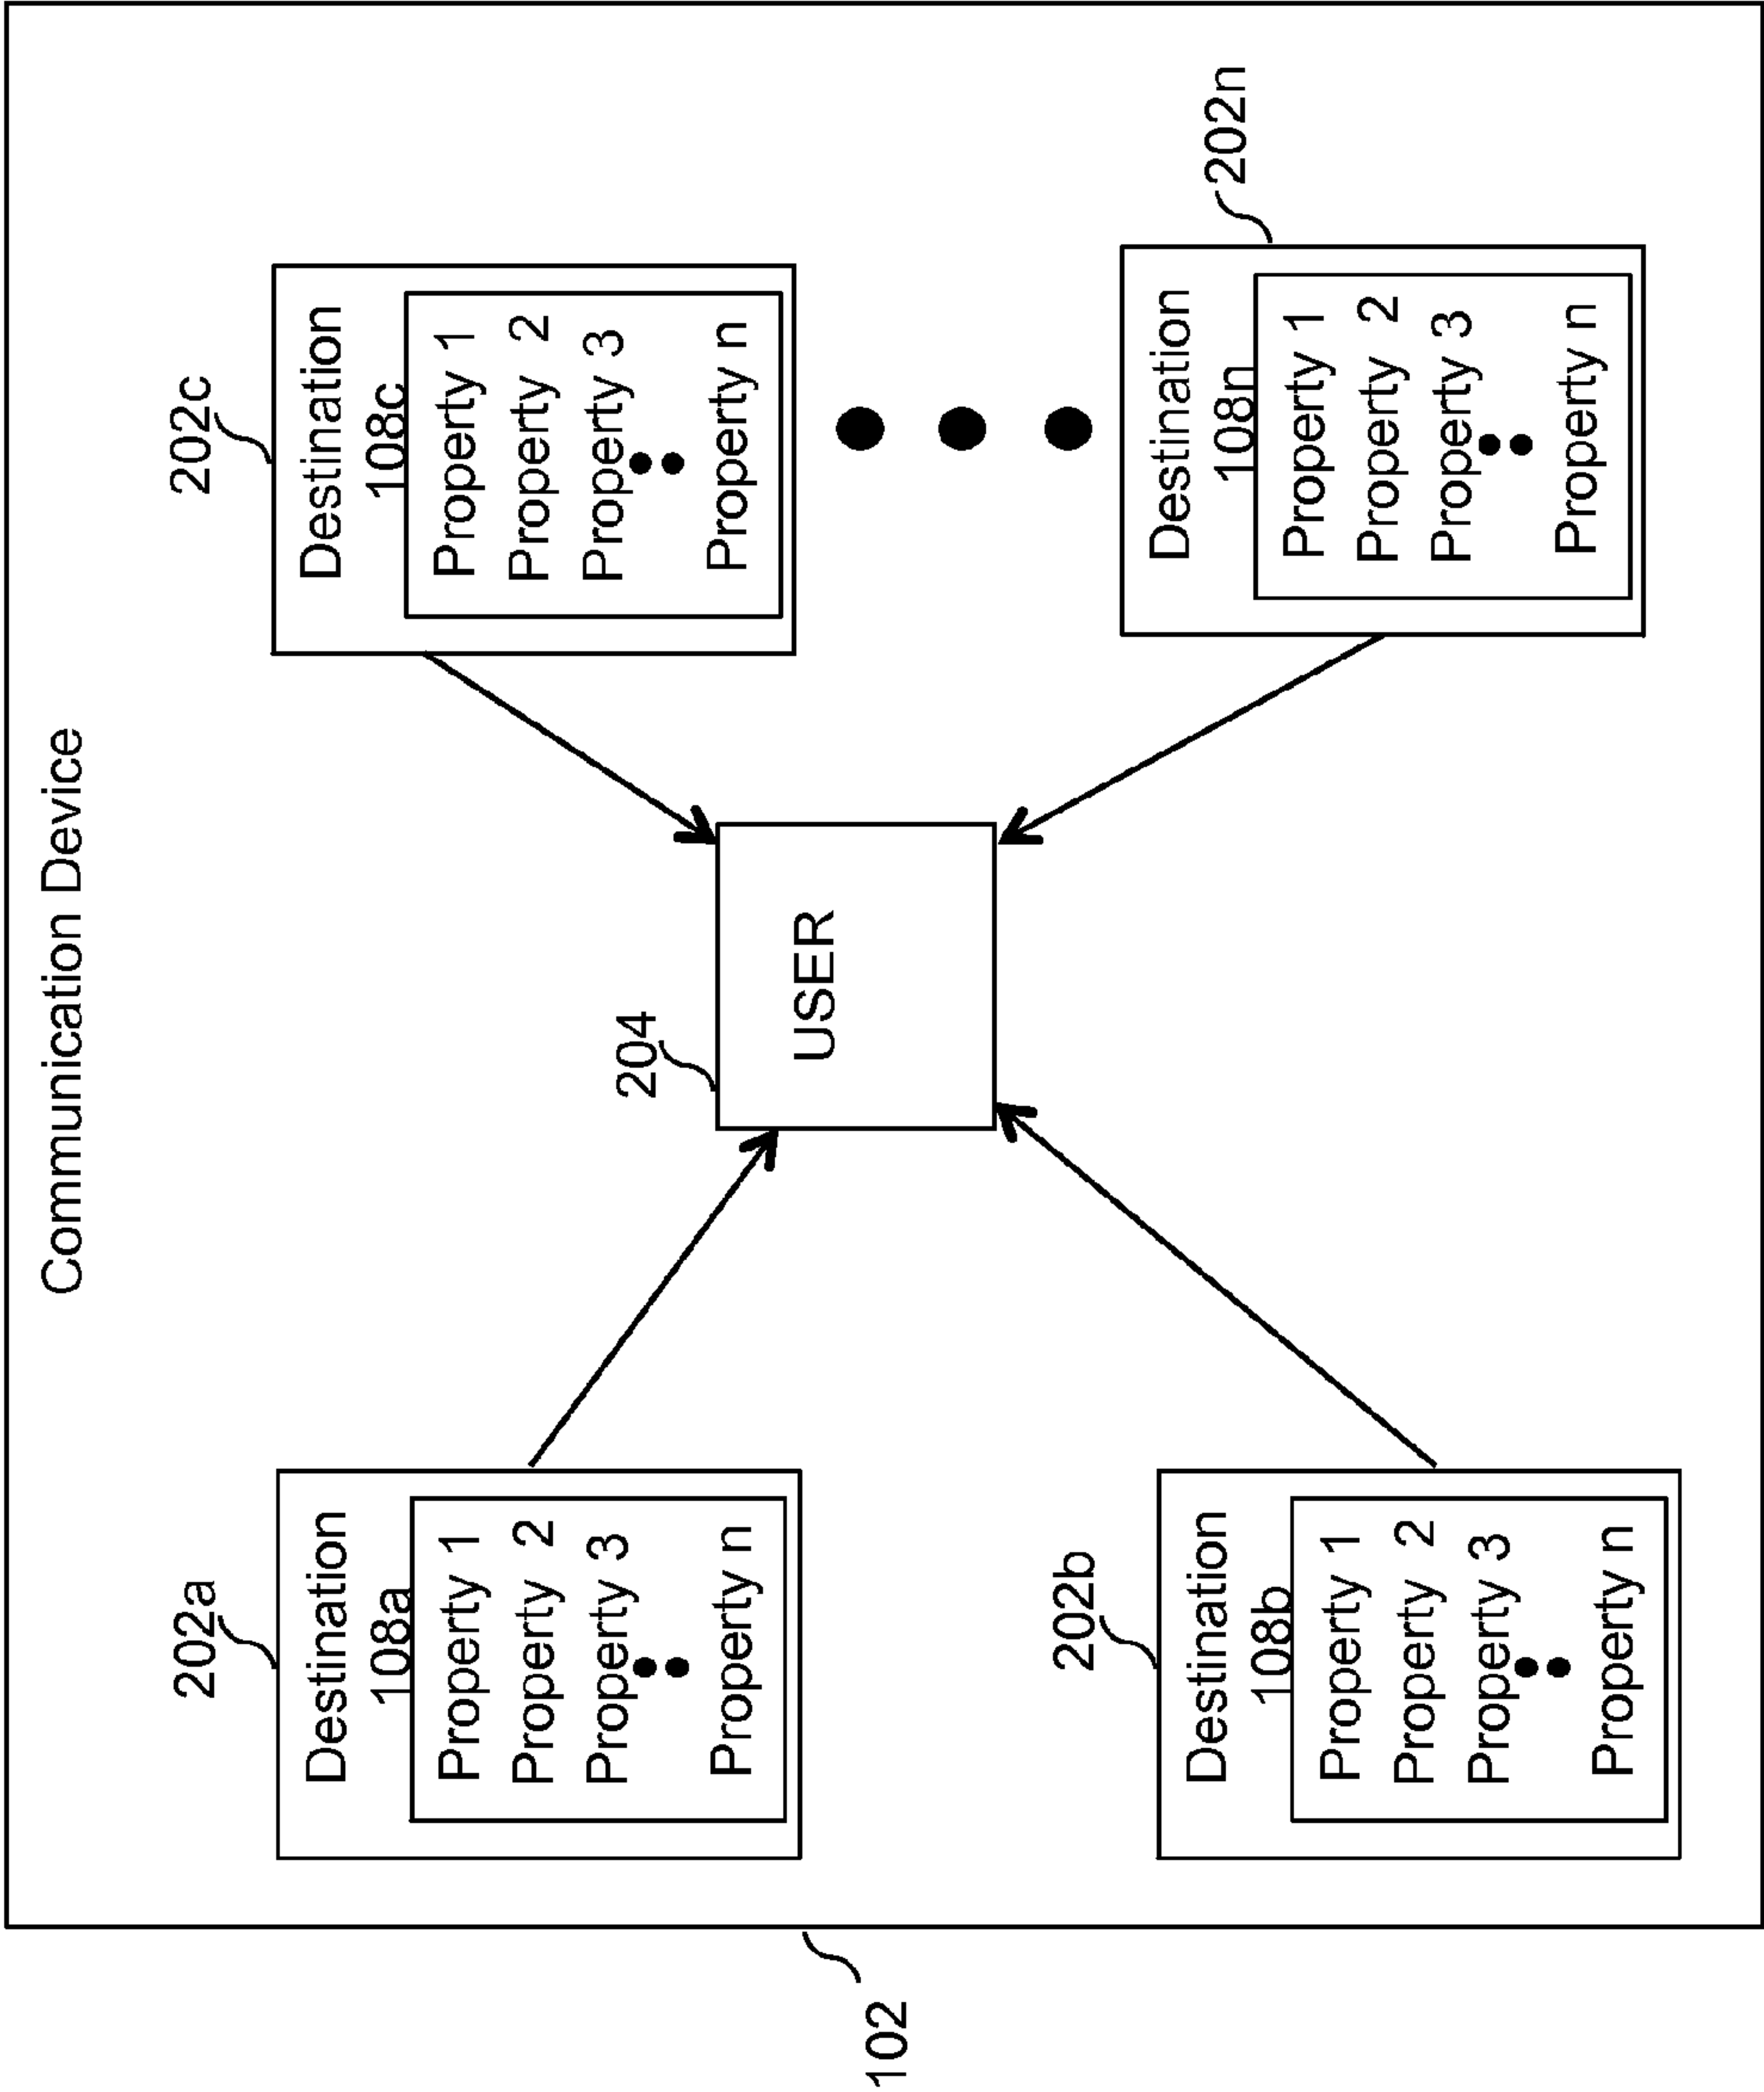 Communication Device
202a
Destination
108a
Property 1
Property 2
Property 3
Property n
202c
Destination
108c
Property 1
Property 2
Property 3
Property n
204
USER
202b
Destination
108b
Property 1
Property 2
Property 3
Property n
202n
Destination
108n
Property 1
Property 2
Property 3
Property n
102